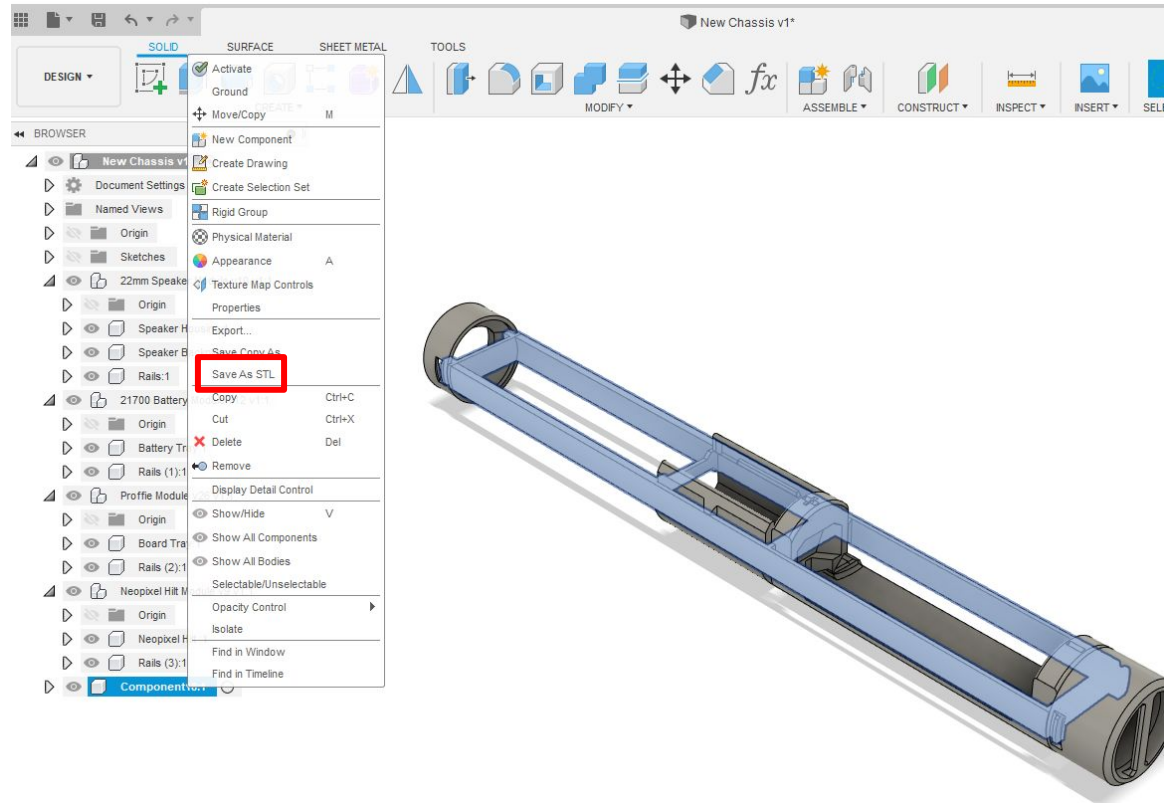 New Chassis v1*
SOLID SURFACE SHEET METAL TOOLS
DESIGN
CREATE
MODIFY
ASSEMBLE
CONSTRUCT
INSPECT
INSERT
SELE
fx
BROWSER
New Chassis v1
Document Settings
Named Views
Origin
Sketches
22mm Speake
Origin
Speaker H
Speaker B
Rails:1
21700 Battery
Origin
Battery Tr
Rails (1):1
Proffie Module
Origin
Board Tra
Rails (2):1
Neopixel Hilt M
Origin
Neopixel H
Rails (3):1
Activate
Ground
Move/Copy M
New Component
Create Drawing
Create Selection Set
Rigid Group
Physical Material
Appearance A
Texture Map Controls
Properties
Export...
Save Copy As
Save As STL
Copy Ctrl+C
Cut Ctrl+X
Delete Del
Remove
Display Detail Control
Show/Hide V
Show All Components
Show All Bodies
Selectable/Unselectable
Opacity Control
Isolate
Find in Window
Find in Timeline